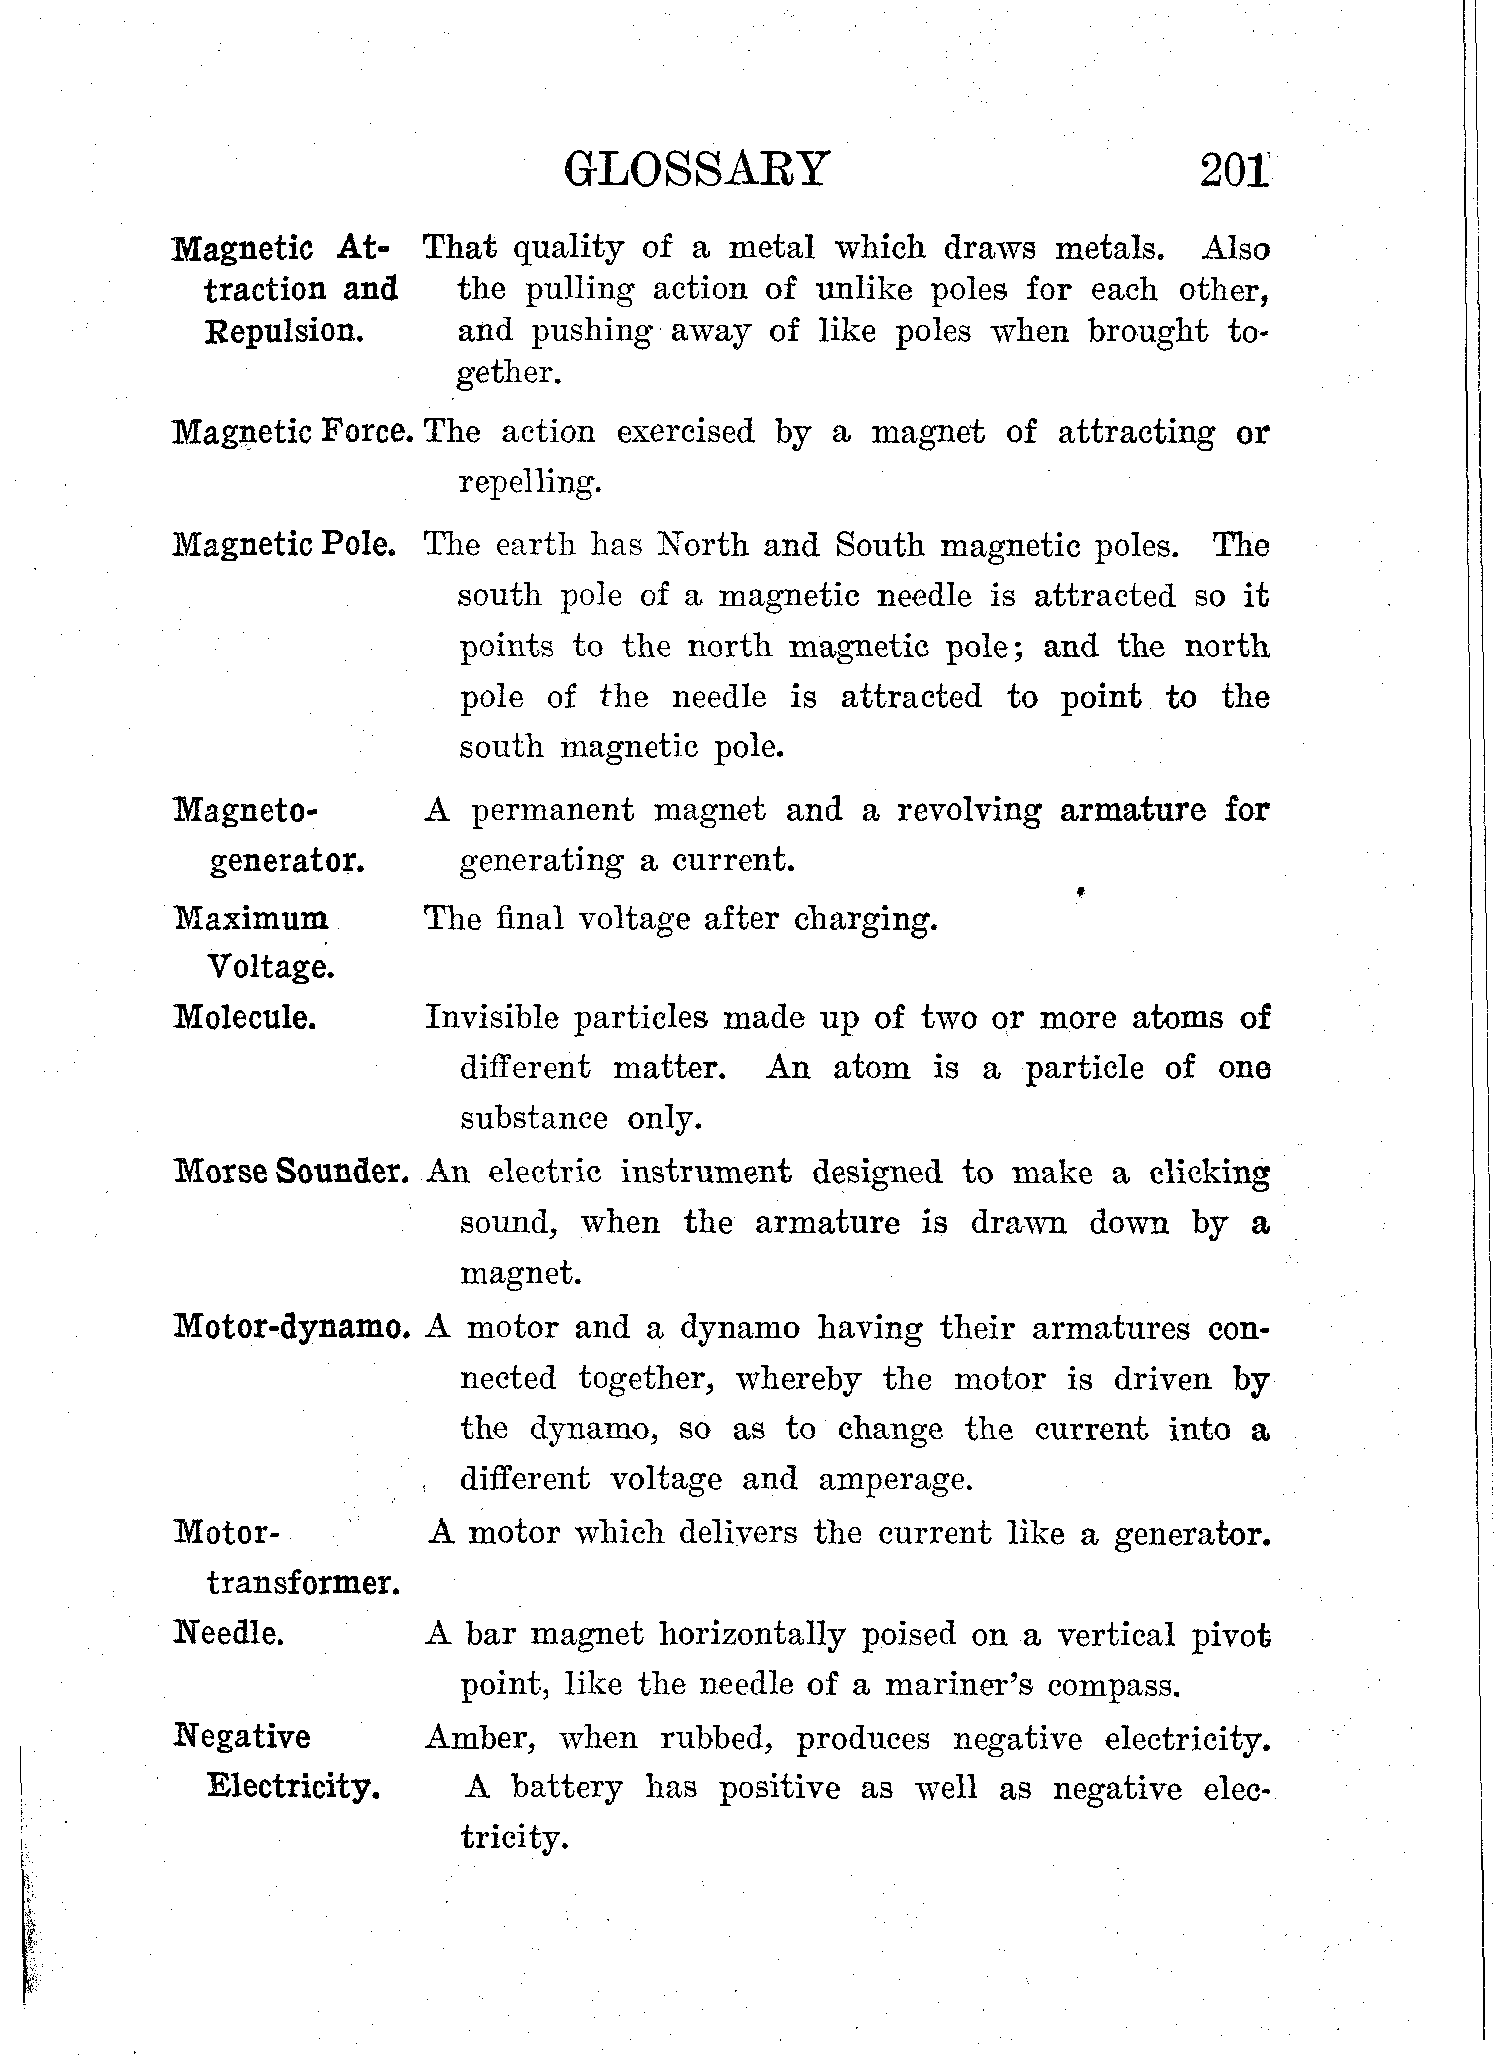 GLOSSARY 201
Magnetic At- That quality of a metal which draws metals. Also
traction and the pulling action of unlike poles for each other,
Repulsion. and pushing away of like poles when brought to-
gether.
Magnetic Force. The action exercised by a magnet of attracting or
repelling.
Magnetic Pole. The earth has North and South magnetic poles. The
south pole of a magnetic needle is attracted so it
points to the north magnetic pole; and the north
pole of the needle is attracted to point to the
south magnetic pole.
Magneto- A permanent magnet and a revolving armature for
generator. generating a current.
Maximum The final voltage after charging.
Voltage.
Molecule. Invisible particles made up of two or more atoms of
different matter. An atom is a particle of one
substance only.
Morse Sounder. An electric instrument designed to make a clicking
sound, when the armature is drawn down by a
magnet.
Motor-dynamo. A motor and a dynamo having their armatures con-
nected together, whereby the motor is driven by
the dynamo, so as to change the current into a
different voltage and amperage.
Motor- A motor which delivers the current like a generator.
transformer.
Needle. A bar magnet horizontally poised on a vertical pivot
point, like the needle of a mariner's compass.
Negative Amber, when rubbed, produces negative electricity.
Electricity. A battery has positive as well as negative elec-
tricity.